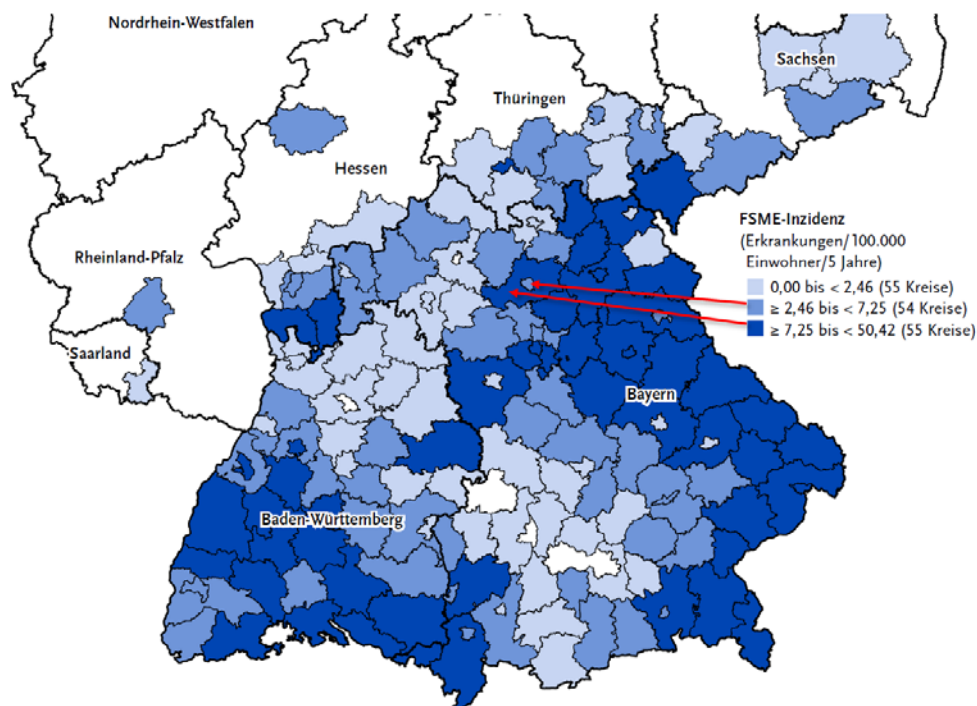 Nordrhein-Westfalen
Sachsen
Thüringen
Hessen
FSME-Inzidenz
(Erkrankungen/100.000
Einwohner/5 Jahre)
Rheinland-Pfalz
0,00 bis < 2,46 (55 Kreise)
≥ 2,46 bis < 7,25 (54 Kreise)
≥ 7,25 bis < 50,42 (55 Kreise)
Saarland
Bayern
Baden-Württemberg